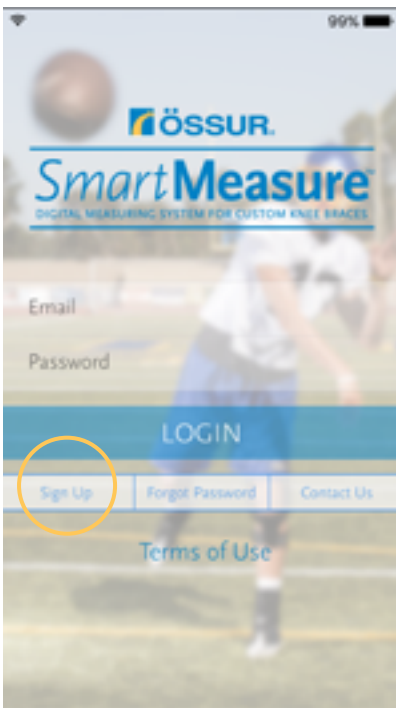 99%
ÖSSUR.
SmartMeasure™
DIGITAL MEASURING SYSTEM FOR CUSTOM KNEE BRACES
Email
Password
LOGIN
Sign Up Forgot Password Contact Us
Terms of Use